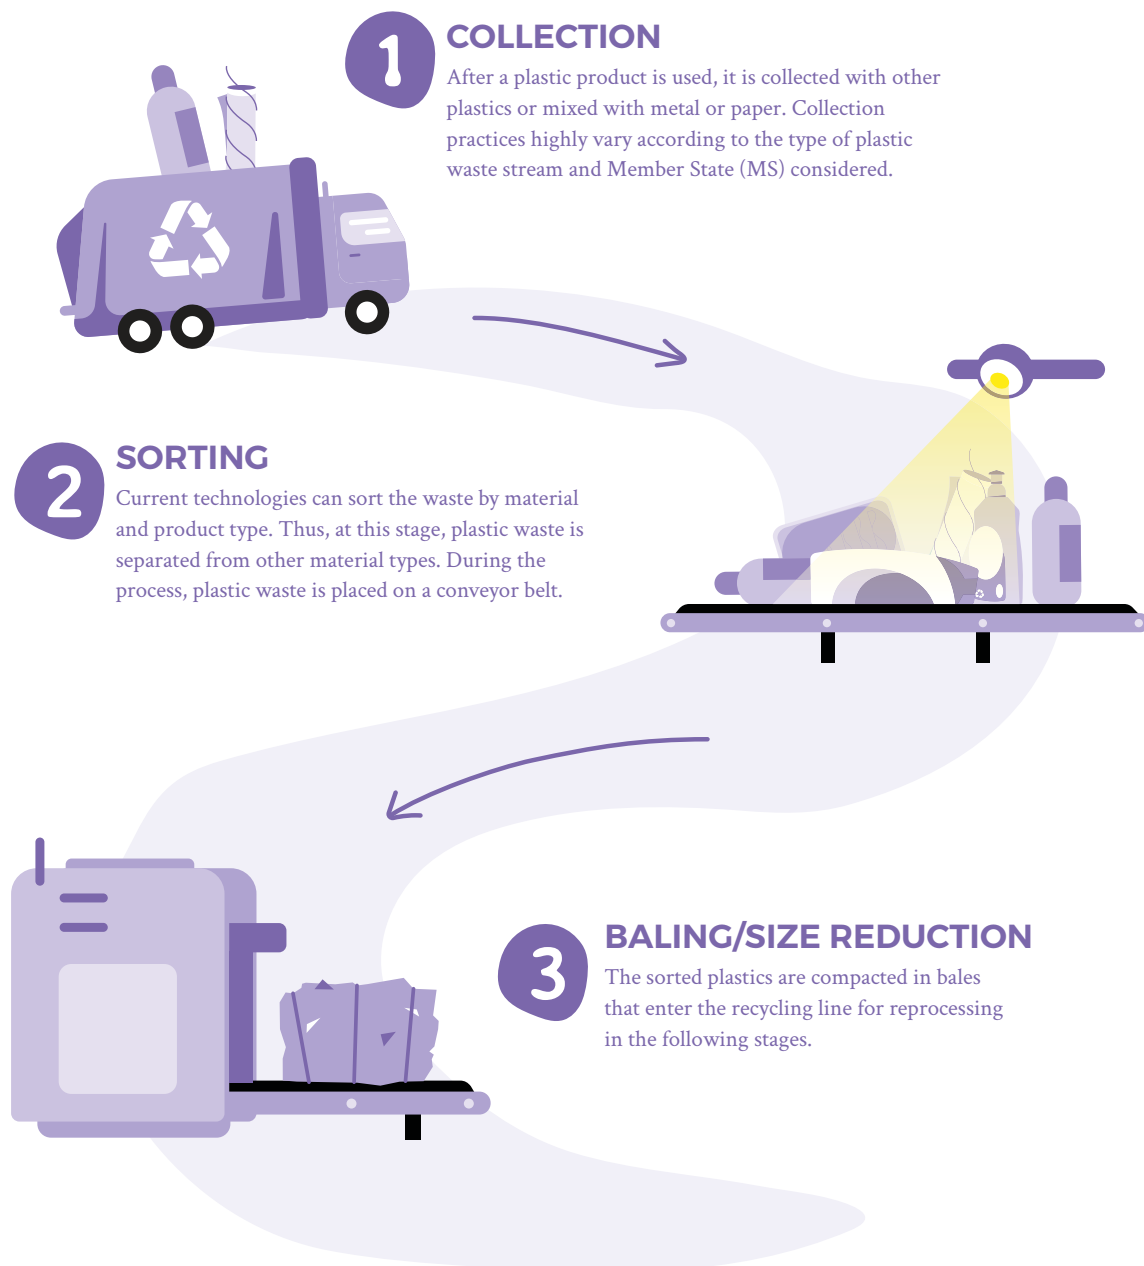 1
COLLECTION
After a plastic product is used, it is collected with other
plastics or mixed with metal or paper. Collection
practices highly vary according to the type of plastic
waste stream and Member State (MS) considered.
2
SORTING
Current technologies can sort the waste by material
and product type. Thus, at this stage, plastic waste is
separated from other material types. During the
process, plastic waste is placed on a conveyor belt.
3
BALING/SIZE REDUCTION
The sorted plastics are compacted in bales
that enter the recycling line for reprocessing
in the following stages.